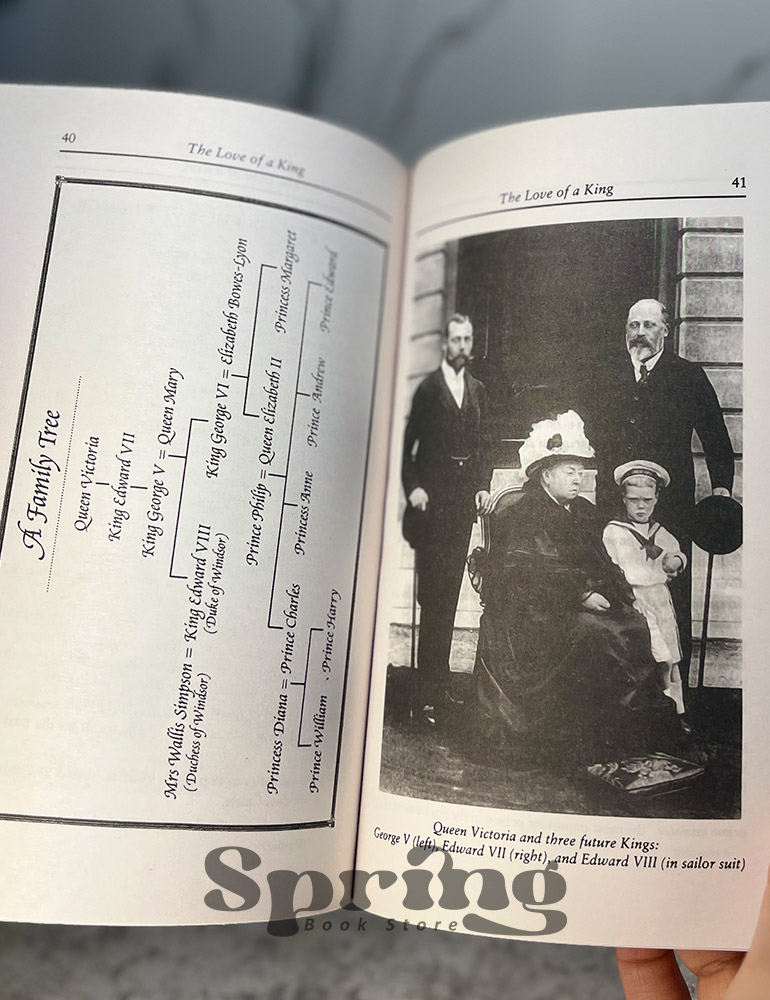 40
The Love of a King
A Family Tree
Queen Victoria
King Edward VII
King George V = Queen Mary
Mrs Wallis Simpson = King Edward VIII King George VI = Elizabeth Bowes-Lyon
(Duchess of Windsor) (Duke of Windsor)
Prince Philip = Queen Elizabeth II Princess Margaret
Princess Diana = Prince Charles Princess Anne Prince Andrew Prince Edward
Prince William . Prince Harry
The Love of a King
41
Queen Victoria and three future Kings:
George V (left), Edward VII (right), and Edward VIII (in sailor suit)
Spring
Book Store